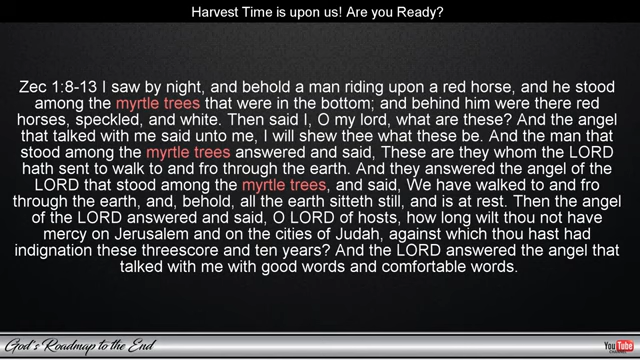 Harvest Time is upon us! Are you Ready?
Zec 1:8-13 I saw by night, and behold a man riding upon a red horse, and he stood
among the myrtle trees that were in the bottom; and behind him were there red
horses, speckled, and white. Then said I, O my lord, what are these? And the angel
that talked with me said unto me, I will shew thee what these be. And the man that
stood among the myrtle trees answered and said, These are they whom the LORD
hath sent to walk to and fro through the earth. And they answered the angel of the
LORD that stood among the myrtle trees, and said, We have walked to and fro
through the earth, and, behold, all the earth sitteth still, and is at rest. Then the angel
of the LORD answered and said, O LORD of hosts, how long wilt thou not have
mercy on Jerusalem and on the cities of Judah, against which thou hast had
indignation these threescore and ten years? And the LORD answered the angel that
talked with me with good words and comfortable words.
God's Roadmap to the End
YouTube